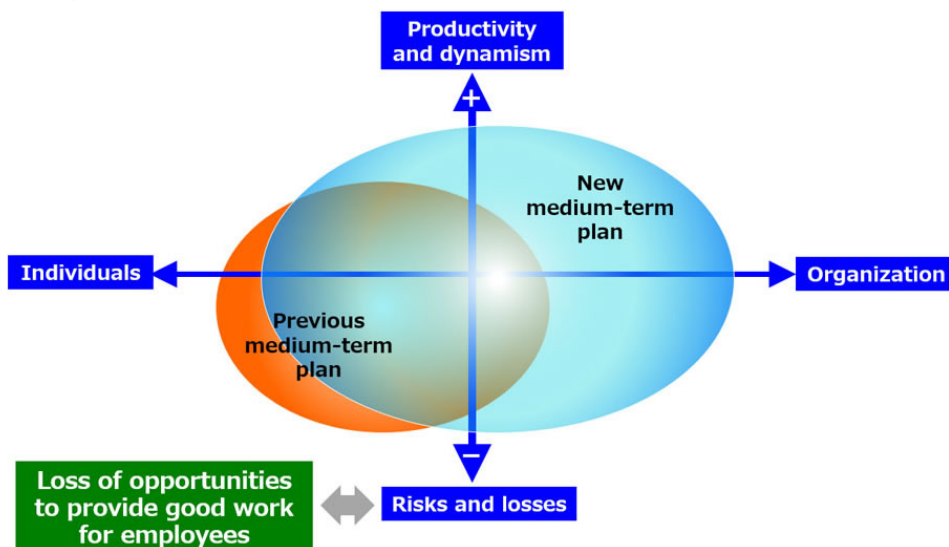 Productivity
and dynamism
+
New
medium-term
plan
Individuals
Organization
Previous
medium-term
plan
−
Loss of opportunities
to provide good work
for employees
Risks and losses